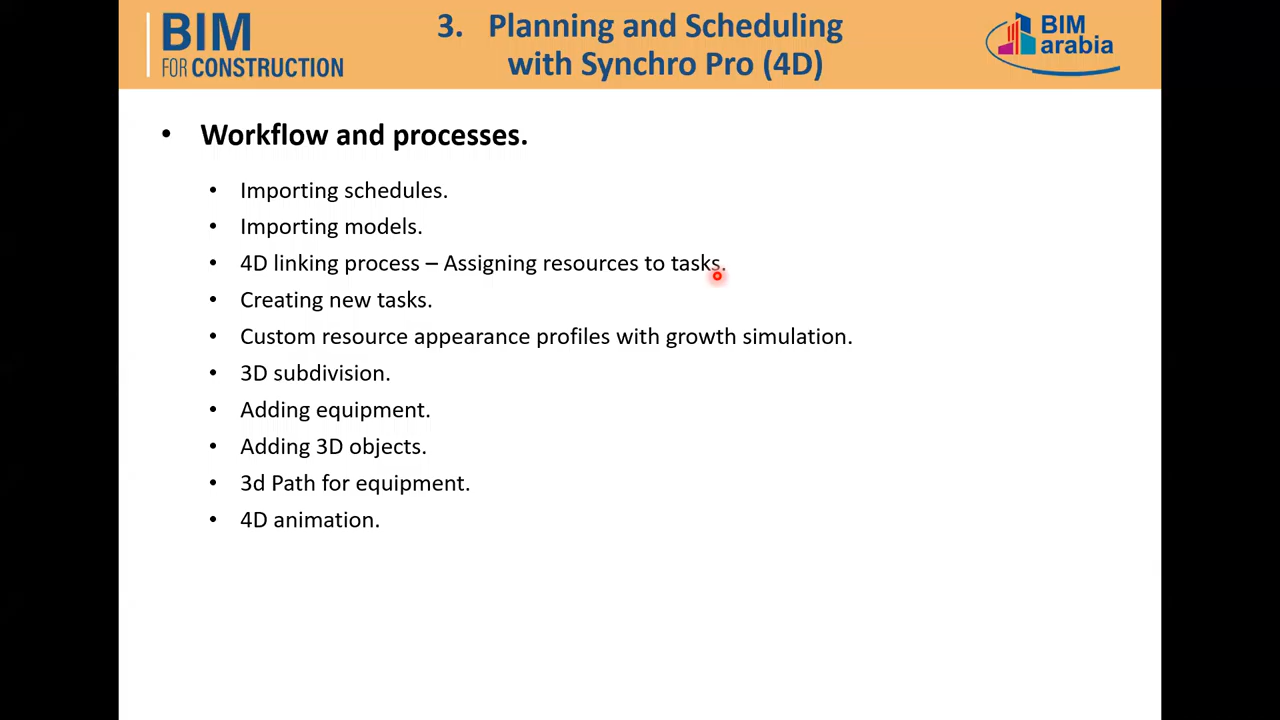 BIM
FOR CONSTRUCTION
3. Planning and Scheduling
with Synchro Pro (4D)
BIM
arabia
• Workflow and processes.
• Importing schedules.
• Importing models.
• 4D linking process – Assigning resources to tasks.
• Creating new tasks.
• Custom resource appearance profiles with growth simulation.
• 3D subdivision.
• Adding equipment.
• Adding 3D objects.
• 3d Path for equipment.
• 4D animation.